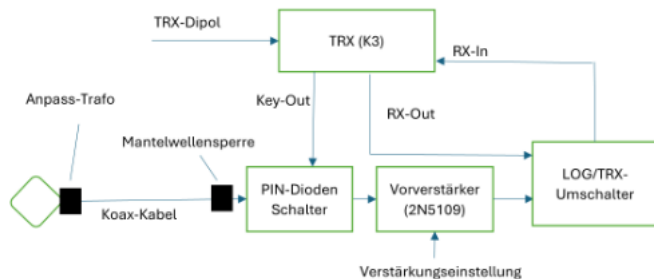 TRX-Dipol
TRX (K3)
RX-In
Anpass-Trafo
Key-Out
RX-Out
Mantelwellensperre
PIN-Dioden
Schalter
Vorverstärker
(2N5109)
LOG/TRX-
Umschalter
Koax-Kabel
Verstärkungseinstellung